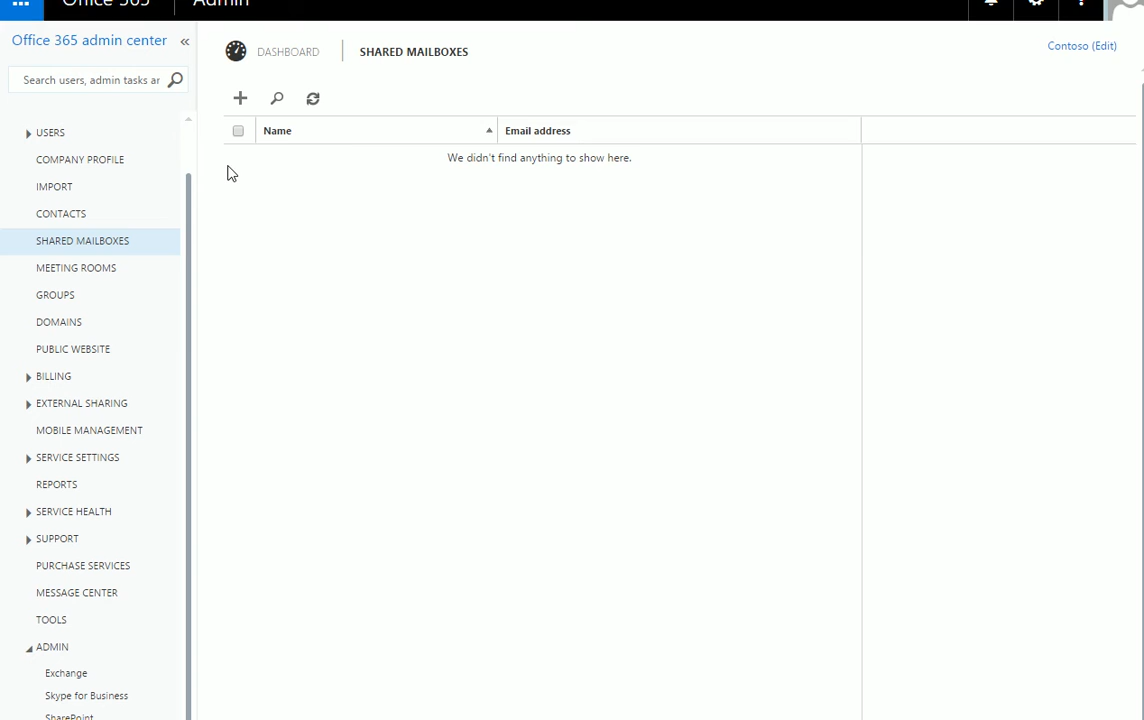 Office 365 Admin
Office 365 admin center «
Search users, admin tasks ar
USERS
COMPANY PROFILE
IMPORT
CONTACTS
SHARED MAILBOXES
MEETING ROOMS
GROUPS
DOMAINS
PUBLIC WEBSITE
BILLING
EXTERNAL SHARING
MOBILE MANAGEMENT
SERVICE SETTINGS
REPORTS
SERVICE HEALTH
SUPPORT
PURCHASE SERVICES
MESSAGE CENTER
TOOLS
ADMIN
Exchange
Skype for Business
SharePoint
DASHBOARD SHARED MAILBOXES
Contoso (Edit)
Name Email address
We didn't find anything to show here.